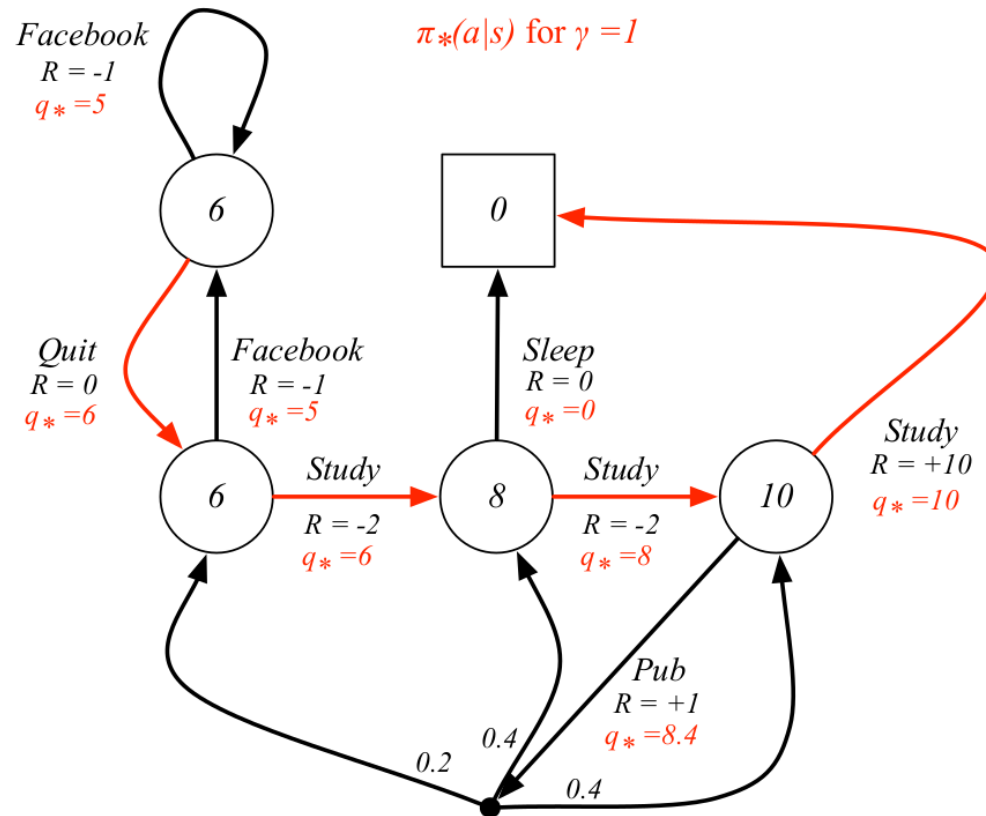 π*(a|s) for γ =1
Facebook
R = -1
q* =5
6
0
Quit
R = 0
q* =6
Facebook
R = -1
q* =5
Sleep
R = 0
q* =0
Study
R = +10
q* =10
6
Study
R = -2
q* =6
8
Study
R = -2
q* =8
10
Pub
R = +1
q* =8.4
0.2
0.4
0.4